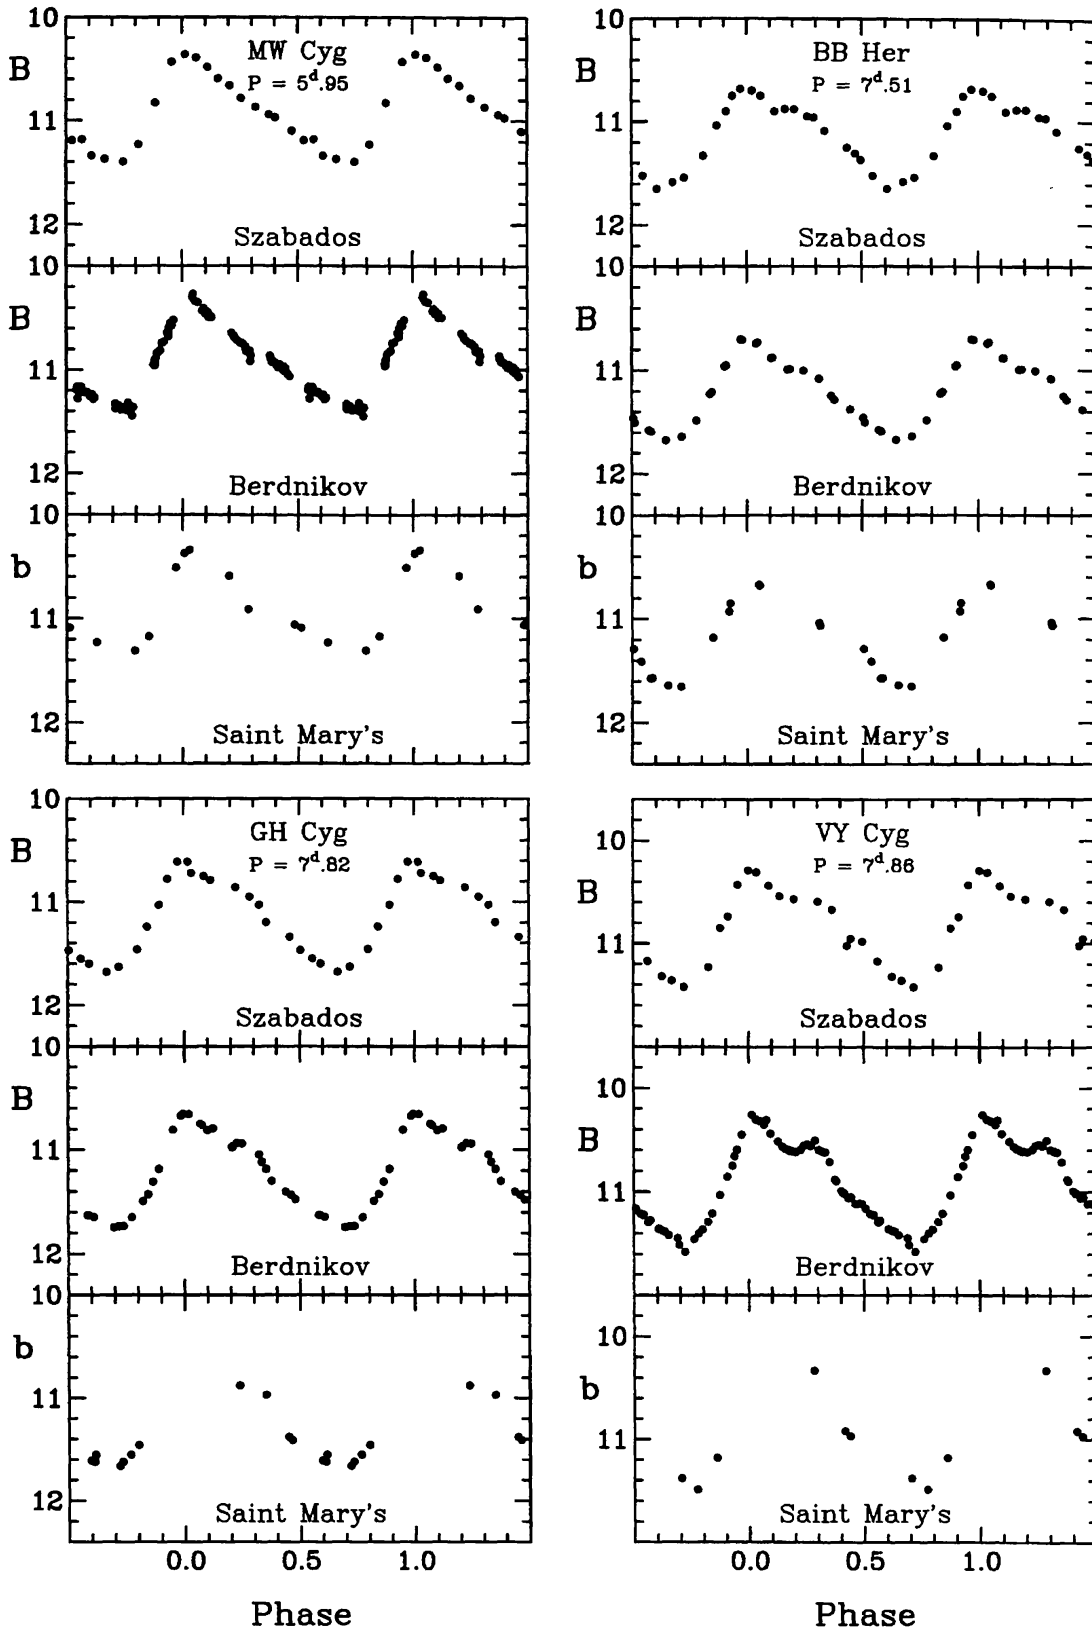 10
B
11
12
MW Cyg
P = 5ᵈ.95
Szabados
10
B
11
12
Berdnikov
10
b
11
12
Saint Mary's
10
B
11
12
BB Her
P = 7ᵈ.51
Szabados
10
B
11
12
Berdnikov
10
b
11
12
Saint Mary's
10
B
11
12
GH Cyg
P = 7ᵈ.82
Szabados
10
B
11
12
Berdnikov
10
b
11
12
Saint Mary's
0.0 0.5 1.0
Phase
10
B
11
VY Cyg
P = 7ᵈ.86
Szabados
10
B
11
Berdnikov
10
b
11
Saint Mary's
0.0 0.5 1.0
Phase